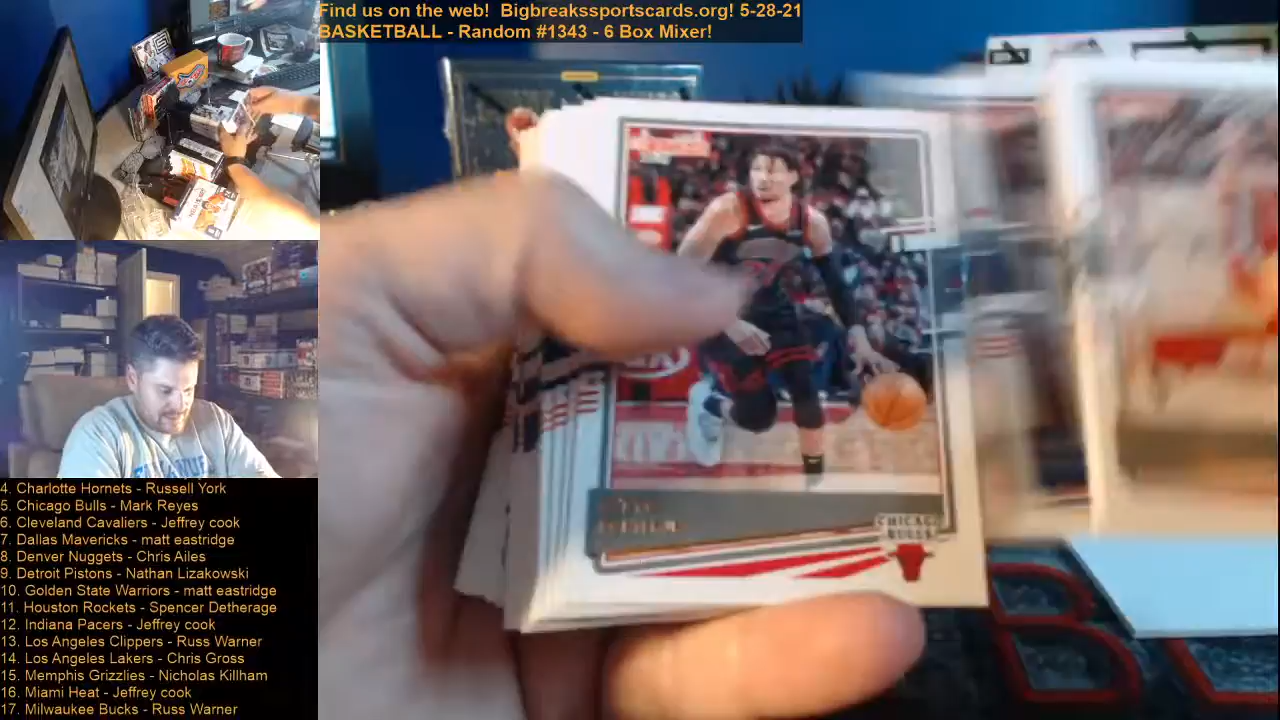 Find us on the web!  Bigbreakssportscards.org! 5-28-21
BASKETBALL - Random #1343 - 6 Box Mixer!
CHICAGO
BULLS
4. Charlotte Hornets - Russell York
5. Chicago Bulls - Mark Reyes
6. Cleveland Cavaliers - Jeffrey cook
7. Dallas Mavericks - matt eastridge
8. Denver Nuggets - Chris Ailes
9. Detroit Pistons - Nathan Lizakowski
10. Golden State Warriors - matt eastridge
11. Houston Rockets - Spencer Detherage
12. Indiana Pacers - Jeffrey cook
13. Los Angeles Clippers - Russ Warner
14. Los Angeles Lakers - Chris Gross
15. Memphis Grizzlies - Nicholas Killham
16. Miami Heat - Jeffrey cook
17. Milwaukee Bucks - Russ Warner